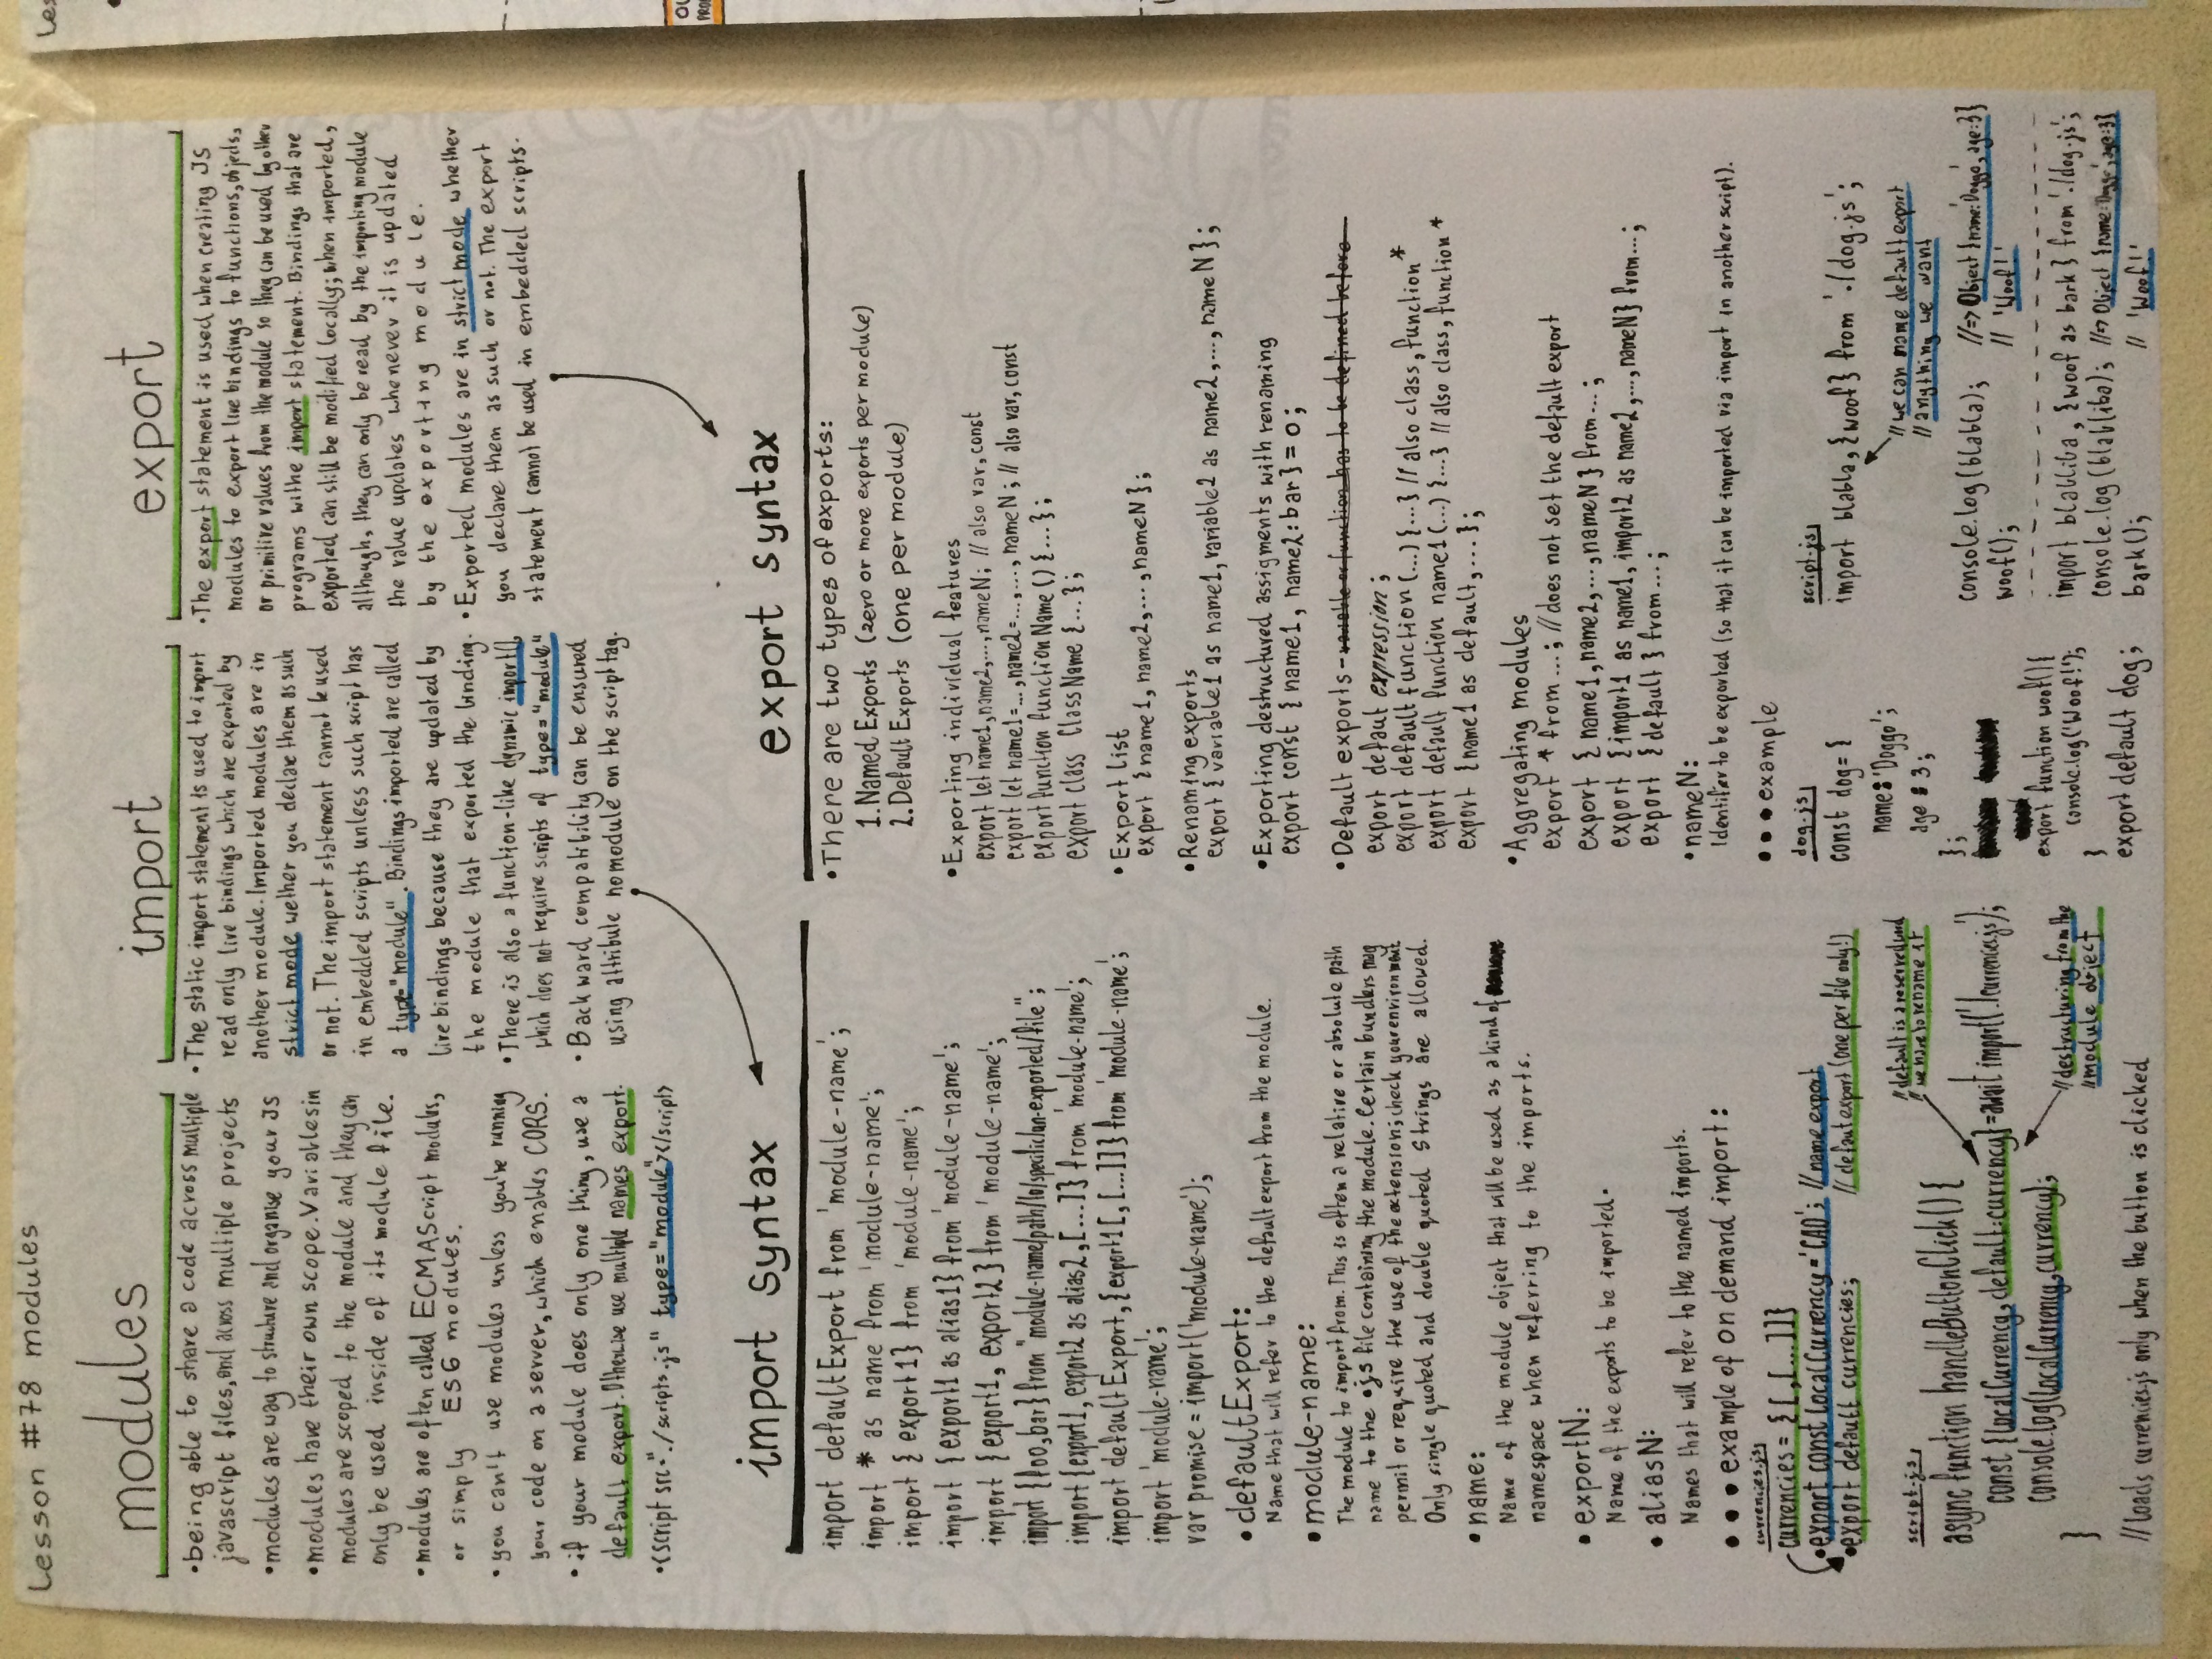 Lesson #78 modules
modules
•being able to share a code across multiple
javascript files, and across multiple projects
•modules are way to structure and organise your JS
•modules have their own scope. Variables in
modules are scoped to the module and they can
only be used inside of its module file.
•modules are often called ECMAScript modules,
or simply ES6 modules.
•you can't use modules unless you're running
your code on a server, which enables CORS.
•if your module does only one thing, use a
default export. Otherwise use multiple names export.
•<script src="./scripts.js" type="module"></script>
import
•The static import statement is used to import
read only live bindings which are exported by
another module. Imported modules are in
strict mode wether you declare them as such
or not. The import statement cannot be used
in embedded scripts unless such script has
a type="module". Bindings imported are called
live bindings because they are updated by
the module that exported the binding.
•There is also a function-like dynamic import(),
which does not require scripts of type="module"
•Backward compatibility can be ensured
using attribute nomodule on the script tag.
export
•The export statement is used when creating JS
modules to export live bindings to functions, objects,
or primitive values from the module so they can be used by other
programs withe import statement. Bindings that are
exported can still be modified locally; when imported,
although, they can only be read by the importing module
the value updates whenever it is updated
by the exporting module.
•Exported modules are in strict mode whether
you declare them as such or not. The export
statement cannot be used in embedded scripts.
import syntax
import defaultExport from 'module-name';
import * as name from 'module-name';
import { export1} from 'module-name';
import {export1 as alias1} from 'module-name';
import {export1, export2} from 'module-name';
import {foo,bar} from "module-name/path/to/specific/un-exported/file";
import {export1, export2 as alias2,[...]} from 'module-name';
import defaultExport,{export1[,[...]]} from 'module-name';
import 'module-name';
var promise = import('module-name');
•defaultExport:
Name that will refer to the default export from the module.
•module-name:
The module to import from. This is often a relative or absolute path
name to the .js file containing the module. Certain bundlers may
permit or require the use of the extension; check your environment.
Only single quoted and double quoted Strings are allowed.
•name:
Name of the module object that will be used as a kind of
namespace when referring to the imports.
•exportN:
Name of the exports to be imported.
•aliasN:
Names that will refer to the named imports.
•••example of on demand import:
currencies.js
currencies = {[,[...]]}
•export const localCurrency='CAD'; //name export
•export default currencies; // defaut export (one per file only!)
script.js
//default is a reserved word
//we have to rename it
async function handleButtonClick() {
const {localCurrency, default:currency}=await import('./currencies.js');
console.log(localCurrency,currency);
}
//destructuring from the
//module object
//Loads currencies.js only when the button is clicked
export syntax
•There are two types of exports:
1.Named Exports (zero or more exports per module)
2.Default Exports (one per module)
•Exporting individual features
export let name1,name2,...,nameN; // also var, const
export let name1=...,name2=...,...,nameN; // also var,const
export function functionName() {...};
export class ClassName {...};
•Export list
export {name1, name2,...,nameN};
•Renaming exports
export {variable1 as name1, variable2 as name2,...,nameN};
•Exporting destructured assigments with renaming
export const {name1, name2:bar}=o;
•Default exports - variable or function has to be defined before
export defaut expression;
export default function(...) {...} // also class, function*
export default function name1(...) {...} // also class, function*
export {name1 as default,...};
•Aggregating modules
export * from ...; // does not set the default export
export {name1,name2,...,nameN} from...;
export {import1 as name1, import2 as name2,...,nameN} from...;
export {default} from...;
•nameN:
Identifer to be exported (so that it can be imported via import in another script).
•••example
dog.js
const dog= {
name:'Doggo';
age:3;
};
export function woof(){
console.log('Woof!');
}
export default dog;
script.js
import blabla,{woof} from './dog.js';
//we can name default export
//anything we want
console.log(blabla); //=> Object {name:'Doggo', age:3}
woof(); // 'Woof!'
import blabliba, {woof as bark} from './dog.js';
console.log(blabliba); //=> Object {name:'Doggo', age:3}
bark(); // 'Woof!'
Les
OU
PRO